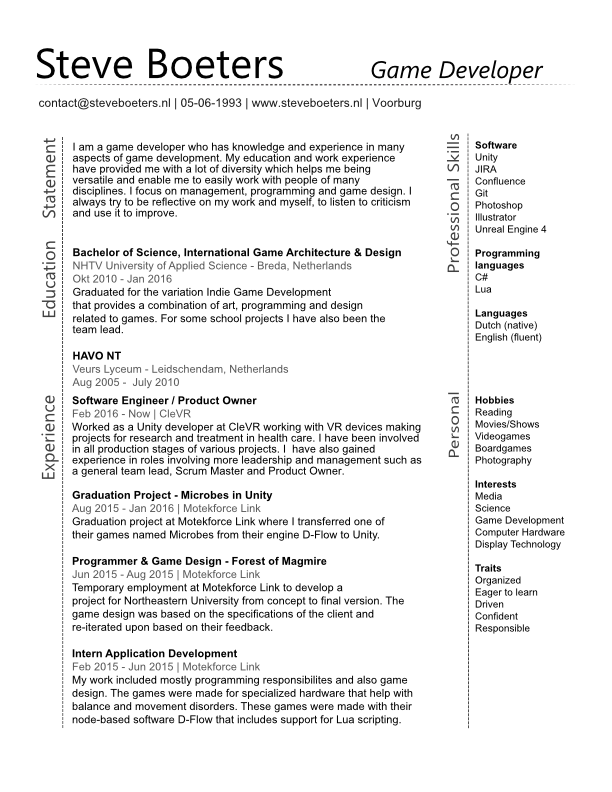 Steve Boeters
Game Developer
contact@steveboeters.nl | 05-06-1993 | www.steveboeters.nl | Voorburg
Statement
I am a game developer who has knowledge and experience in many
aspects of game development. My education and work experience
have provided me with a lot of diversity which helps me being
versatile and enable me to easily work with people of many
disciplines. I focus on management, programming and game design. I
always try to be reflective on my work and myself, to listen to criticism
and use it to improve.
Education
Bachelor of Science, International Game Architecture & Design
NHTV University of Applied Science - Breda, Netherlands
Okt 2010 - Jan 2016
Graduated for the variation Indie Game Development
that provides a combination of art, programming and design
related to games. For some school projects I have also been the
team lead.
HAVO NT
Veurs Lyceum - Leidschendam, Netherlands
Aug 2005 - July 2010
Experience
Software Engineer / Product Owner
Feb 2016 - Now | CleVR
Worked as a Unity developer at CleVR working with VR devices making
projects for research and treatment in health care. I have been involved
in all production stages of various projects. I have also gained
experience in roles involving more leadership and management such as
a general team lead, Scrum Master and Product Owner.
Graduation Project - Microbes in Unity
Aug 2015 - Jan 2016 | Motekforce Link
Graduation project at Motekforce Link where I transferred one of
their games named Microbes from their engine D-Flow to Unity.
Programmer & Game Design - Forest of Magmire
Jun 2015 - Aug 2015 | Motekforce Link
Temporary employment at Motekforce Link to develop a
project for Northeastern University from concept to final version. The
game design was based on the specifications of the client and
re-iterated upon based on their feedback.
Intern Application Development
Feb 2015 - Jun 2015 | Motekforce Link
My work included mostly programming responsibilites and also game
design. The games were made for specialized hardware that help with
balance and movement disorders. These games were made with their
node-based software D-Flow that includes support for Lua scripting.
Professional Skills
Software
Unity
JIRA
Confluence
Git
Photoshop
Illustrator
Unreal Engine 4
Programming
languages
C#
Lua
Languages
Dutch (native)
English (fluent)
Personal
Hobbies
Reading
Movies/Shows
Videogames
Boardgames
Photography
Interests
Media
Science
Game Development
Computer Hardware
Display Technology
Traits
Organized
Eager to learn
Driven
Confident
Responsible